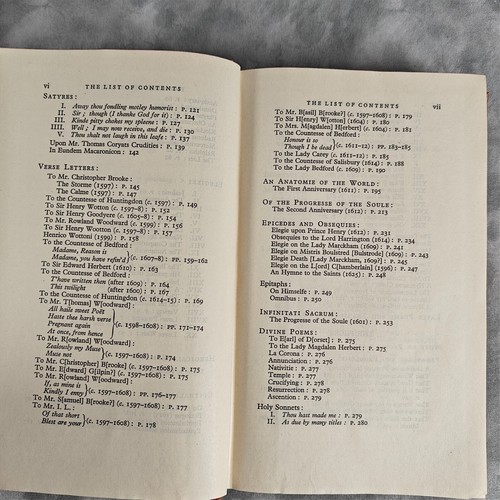 vi THE LIST OF CONTENTS
SATYRES:
I. Away thou fondling motley humorist: P. 121
II. Sir; though (I thanke God for it): P. 124
III. Kinde pitty chokes my spleene: P. 127
IIII. Well; I may now receive, and die: P. 130
V. Thou shalt not laugh in this leafe: P. 137
Upon Mr. Thomas Coryats Crudities: P. 139
In Eundem Macaronicon: 142
VERSE LETTERS:
To Mr. Christopher Brooke:
The Storme (1597): P. 145
The Calme (1597): P. 147
To the Countesse of Huntingdon (c. 1597): P. 149
To Sir Henry Wotton (c. 1597-8): P. 152
To Sir Henry Goodyere (c. 1605-8): P. 154
To Mr. Rowland Woodward (c. 1599): P. 156
To Sir Henry Wootton (c. 1597-8): P. 157
Henrico Wottoni (1599): P. 158
To the Countesse of Bedford:
Madame, Reason is
Madame, you have refin'd} (c. 1607-8): PP. 159-162
To Sir Edward Herbert (1610): P. 163
To the Countesse of Bedford:
T'have written then (after 1609): P. 164
This twilight (after 1600): P. 167
To the Countesse of Huntingdon (c. 1614-15): P. 169
To Mr. T[homas] W[oodward]:
All haile sweet Poët
Haste thee harsh verse
Pregnant again
At once, from hence
}(c. 1598-1608): PP. 171-174
To Mr. R[owland] W[oodward]:
Zealously my Muse
Muse not
}(c. 1597-1608): P. 174
To Mr. C[hristopher] B[rooke] (c. 1597-1608): P. 175
To Mr. E[dward] G[ilpin?] (c. 1597-1608): P. 175
To Mr. R[owland] W[oodward]:
If, as mine is
Kindly I envy
}(c. 1597-1608): PP. 176-177
To Mr. S[amuel] B[rooke?] (c. 1597-1608): P. 177
To Mr. I. L.:
Of that short
Blest are your
}(c. 1597-1608): P. 178
THE LIST OF CONTENTS vii
To Mr. B[asil] B[rooke?] (c. 1597-1608): P. 179
To Sir H[enry] W[otton] (1604): P. 180
To Mrs. M[agdalen] H[erbert] (c. 1604): P. 181
To the Countesse of Bedford:
Honour is so
Though I be dead
}(c. 1611-12): PP. 183-185
To the Lady Carey (c. 1611-12): P. 185
To the Countesse of Salisbury (1614): P. 188
To the Lady Bedford (c. 1609): P. 190
AN ANATOMIE OF THE WORLD:
The First Anniversary (1611): P. 195
OF THE PROGRESSE OF THE SOULE:
The Second Anniversary (1612): P. 213
EPICEDES AND OBSEQUIES:
Elegie upon Prince Henry (1612): P. 231
Obsequies to the Lord Harrington (1614): P. 234
Elegie on the Lady Marckham (1609): P. 241
Elegie on Mistris Boulstred [Bulstrode] (1609): P. 243
Elegie Death [Lady Marckham, 1609?]: P. 245
Elegie on the L[ord] C[hamberlain] (1596): P. 247
An Hymne to the Saints (1625): P. 248
Epitaphs:
On Himselfe: P. 249
Omnibus: P. 250
INFINITATI SACRUM:
The Progresse of the Soule (1601): P. 253
DIVINE POEMS:
To E[arl] of D[orset]: P. 275
To the Lady Magdalen Herbert: P. 275
La Corona: P. 276
Annunciation: P. 276
Nativitie: P. 277
Temple: P. 277
Crucifying: P. 278
Resurrection: P. 278
Ascention: P. 279
Holy Sonnets:
I. Thou hast made me: P. 279
II. As due by many titles: P. 280